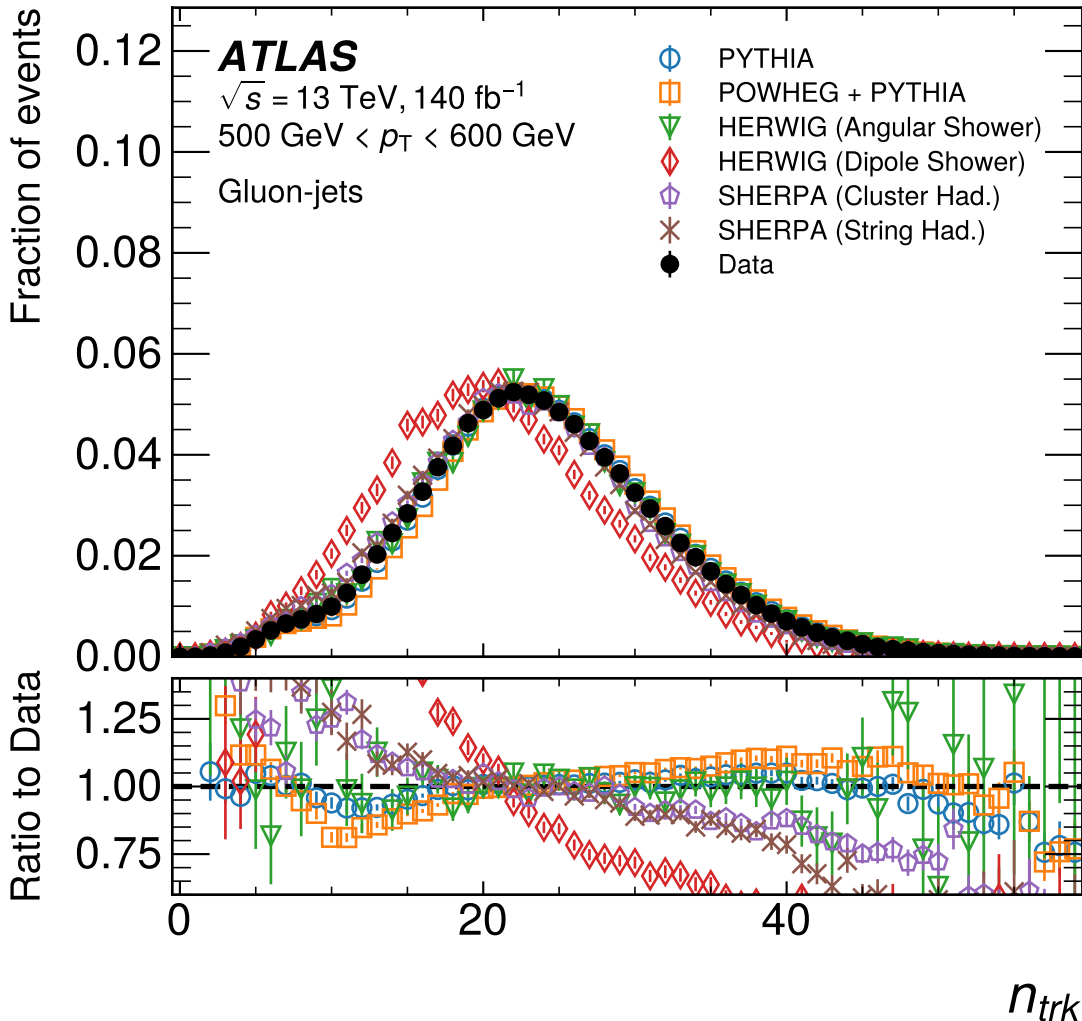 Fraction of events
0.12
0.10
0.08
0.06
0.04
0.02
0.00
ATLAS
√s = 13 TeV, 140 fb⁻¹
500 GeV < pT < 600 GeV
Gluon-jets
PYTHIA
POWHEG + PYTHIA
HERWIG (Angular Shower)
HERWIG (Dipole Shower)
SHERPA (Cluster Had.)
SHERPA (String Had.)
Data
Ratio to Data
1.25
1.00
0.75
0 20 40
ntrk